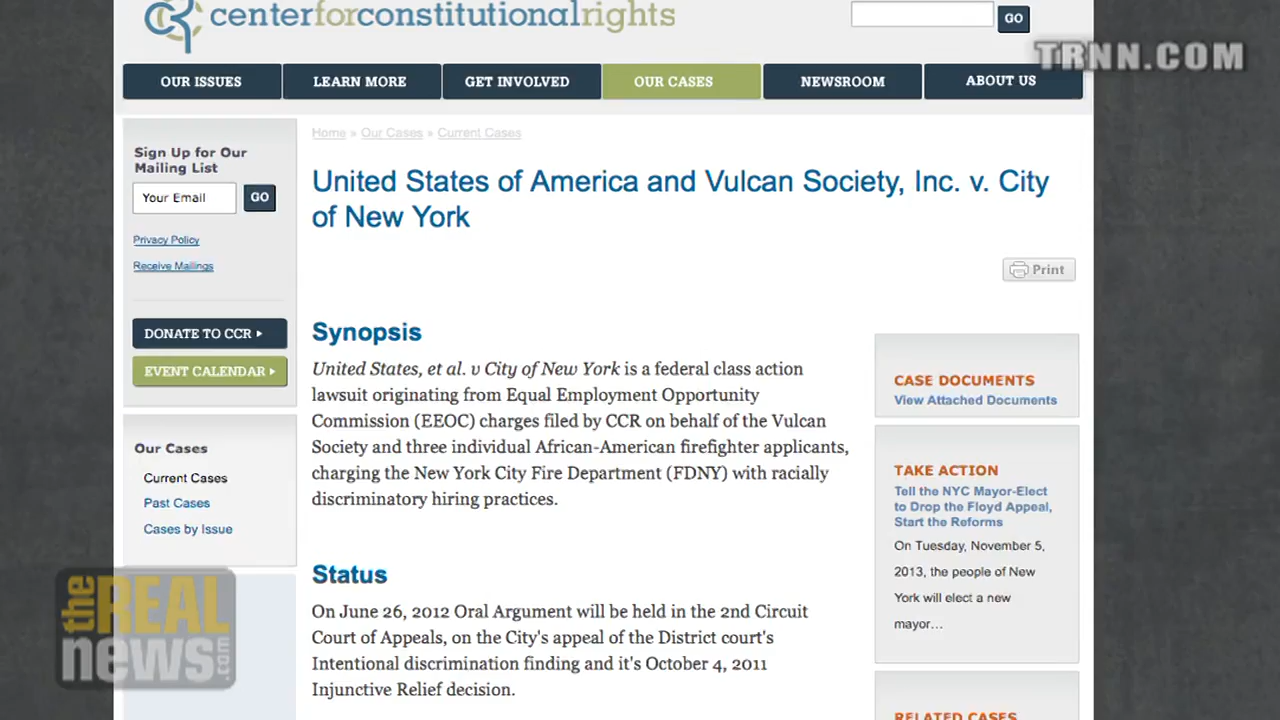 centerforconstitutionalrights
GO
TRNN.COM
OUR ISSUES
LEARN MORE
GET INVOLVED
OUR CASES
NEWSROOM
ABOUT US
Sign Up for Our
Mailing List
Your Email
GO
Privacy Policy
Receive Mailings
DONATE TO CCR
EVENT CALENDAR
Our Cases
Current Cases
Past Cases
Cases by Issue
Home » Our Cases » Current Cases
United States of America and Vulcan Society, Inc. v. City
of New York
Print
Synopsis
United States, et al. v City of New York is a federal class action
lawsuit originating from Equal Employment Opportunity
Commission (EEOC) charges filed by CCR on behalf of the Vulcan
Society and three individual African-American firefighter applicants,
charging the New York City Fire Department (FDNY) with racially
discriminatory hiring practices.
Status
On June 26, 2012 Oral Argument will be held in the 2nd Circuit
Court of Appeals, on the City's appeal of the District court's
Intentional discrimination finding and it's October 4, 2011
Injunctive Relief decision.
CASE DOCUMENTS
View Attached Documents
TAKE ACTION
Tell the NYC Mayor-Elect
to Drop the Floyd Appeal,
Start the Reforms
On Tuesday, November 5,
2013, the people of New
York will elect a new
mayor…
RELATED CASES
the
REAL
news.com